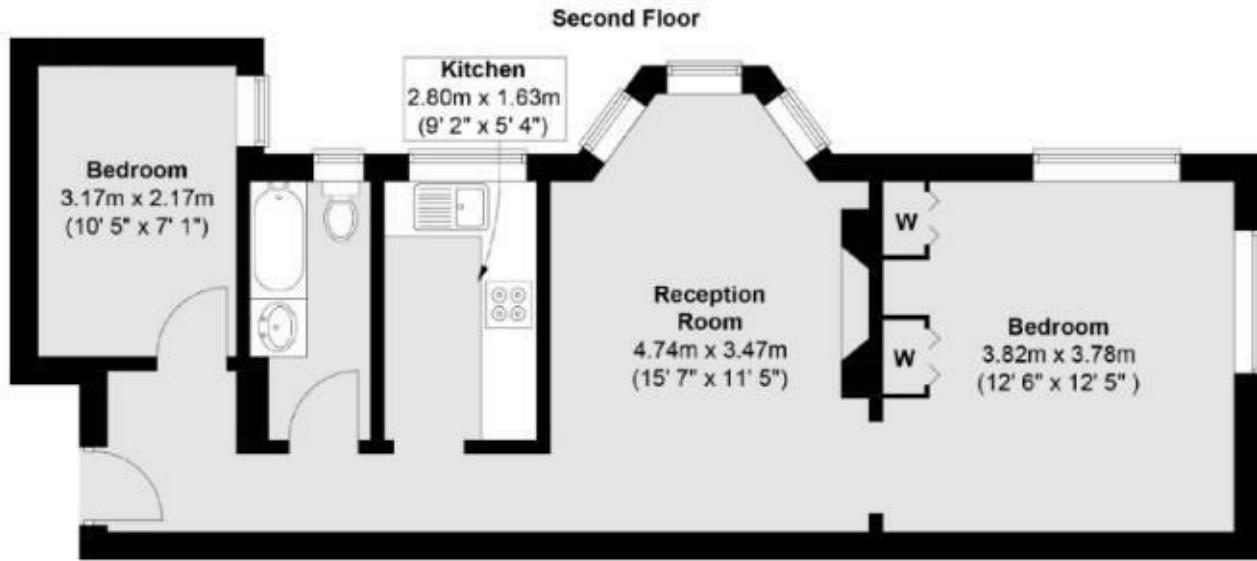 Second Floor
Kitchen
2.80m x 1.63m
(9' 2" x 5' 4")
Bedroom
3.17m x 2.17m
(10' 5" x 7' 1")
W
W
Reception
Room
4.74m x 3.47m
(15' 7" x 11' 5")
Bedroom
3.82m x 3.78m
(12' 6" x 12' 5" )